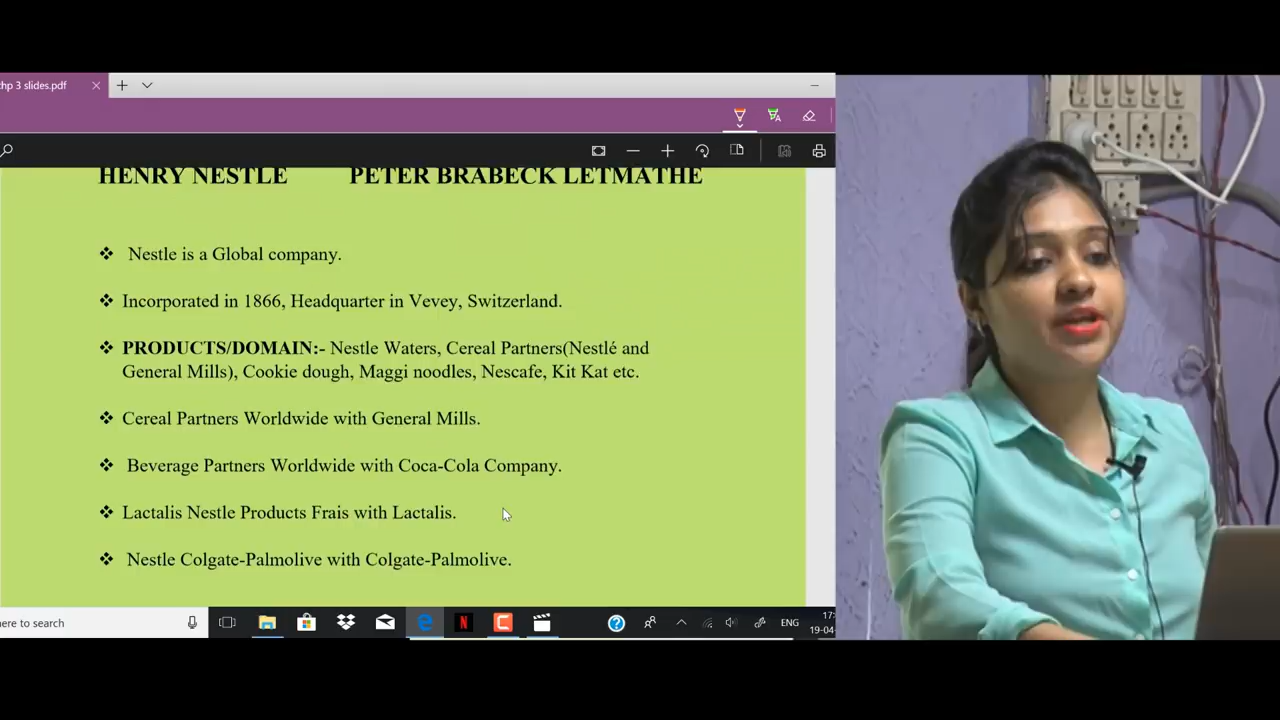 hp 3 slides.pdf
HENRY NESTLE PETER BRABECK LETMATHE
❖ Nestle is a Global company.
❖ Incorporated in 1866, Headquarter in Vevey, Switzerland.
❖ PRODUCTS/DOMAIN:- Nestle Waters, Cereal Partners(Nestlé and
General Mills), Cookie dough, Maggi noodles, Nescafe, Kit Kat etc.
❖ Cereal Partners Worldwide with General Mills.
❖ Beverage Partners Worldwide with Coca-Cola Company.
❖ Lactalis Nestle Products Frais with Lactalis.
❖ Nestle Colgate-Palmolive with Colgate-Palmolive.
ere to search
ENG
17:
19-04